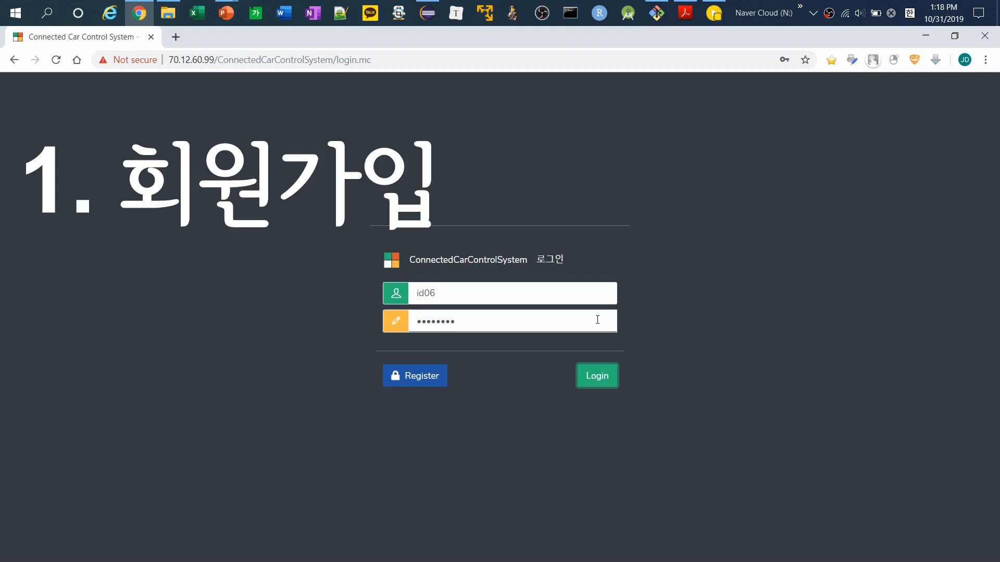 Naver Cloud (N:)
»
한
1:18 PM
10/31/2019
Connected Car Control System -
Not secure
70.12.60.99/ConnectedCarControlSystem/login.mc
JD
1. 회원가입
ConnectedCarControlSystem 로그인
id06
••••••••
Register
Login